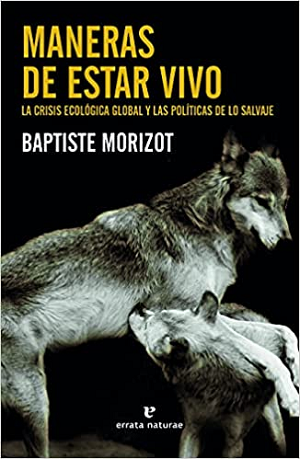 MANERAS
DE ESTAR VIVO
LA CRISIS ECOLÓGICA GLOBAL Y LAS POLÍTICAS DE LO SALVAJE
BAPTISTE MORIZOT
errata naturae